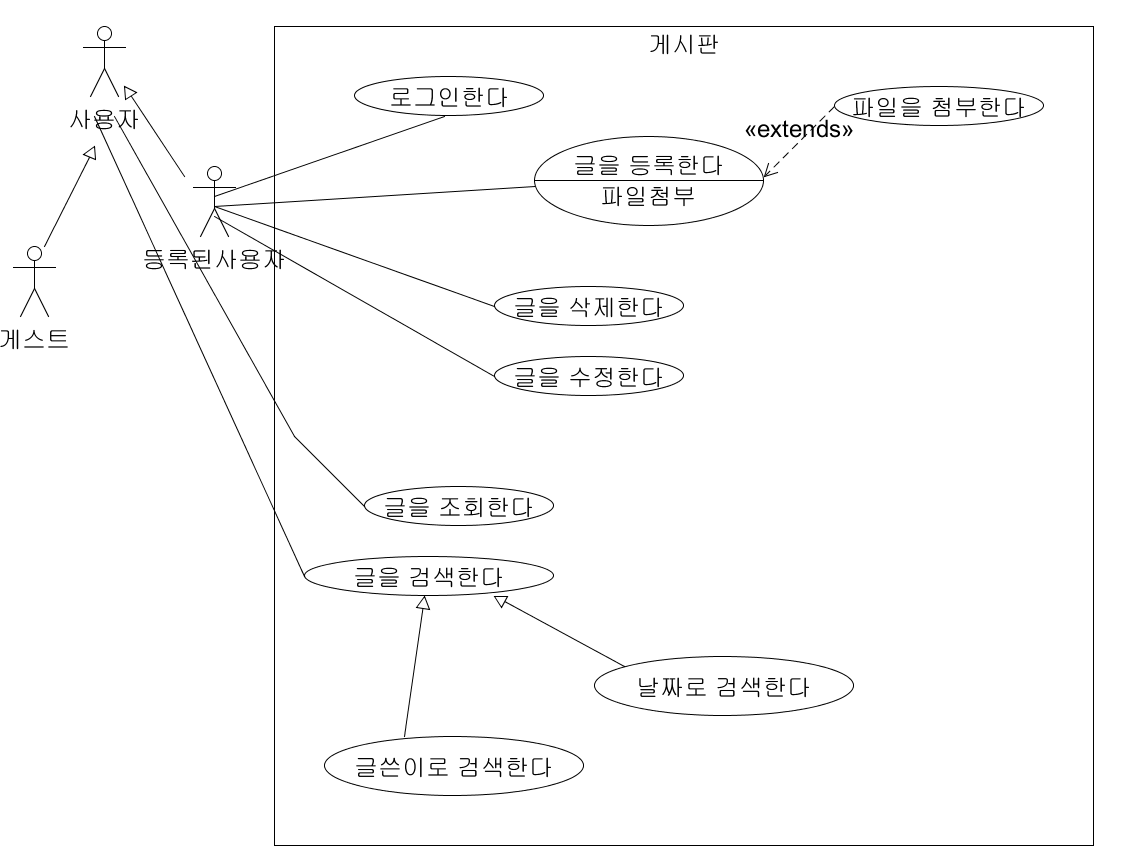 게시판
사용자
로그인한다
파일을 첨부한다
«extends»
글을 등록한다
파일첨부
등록된사용자
게스트
글을 삭제한다
글을 수정한다
글을 조회한다
글을 검색한다
날짜로 검색한다
글쓴이로 검색한다